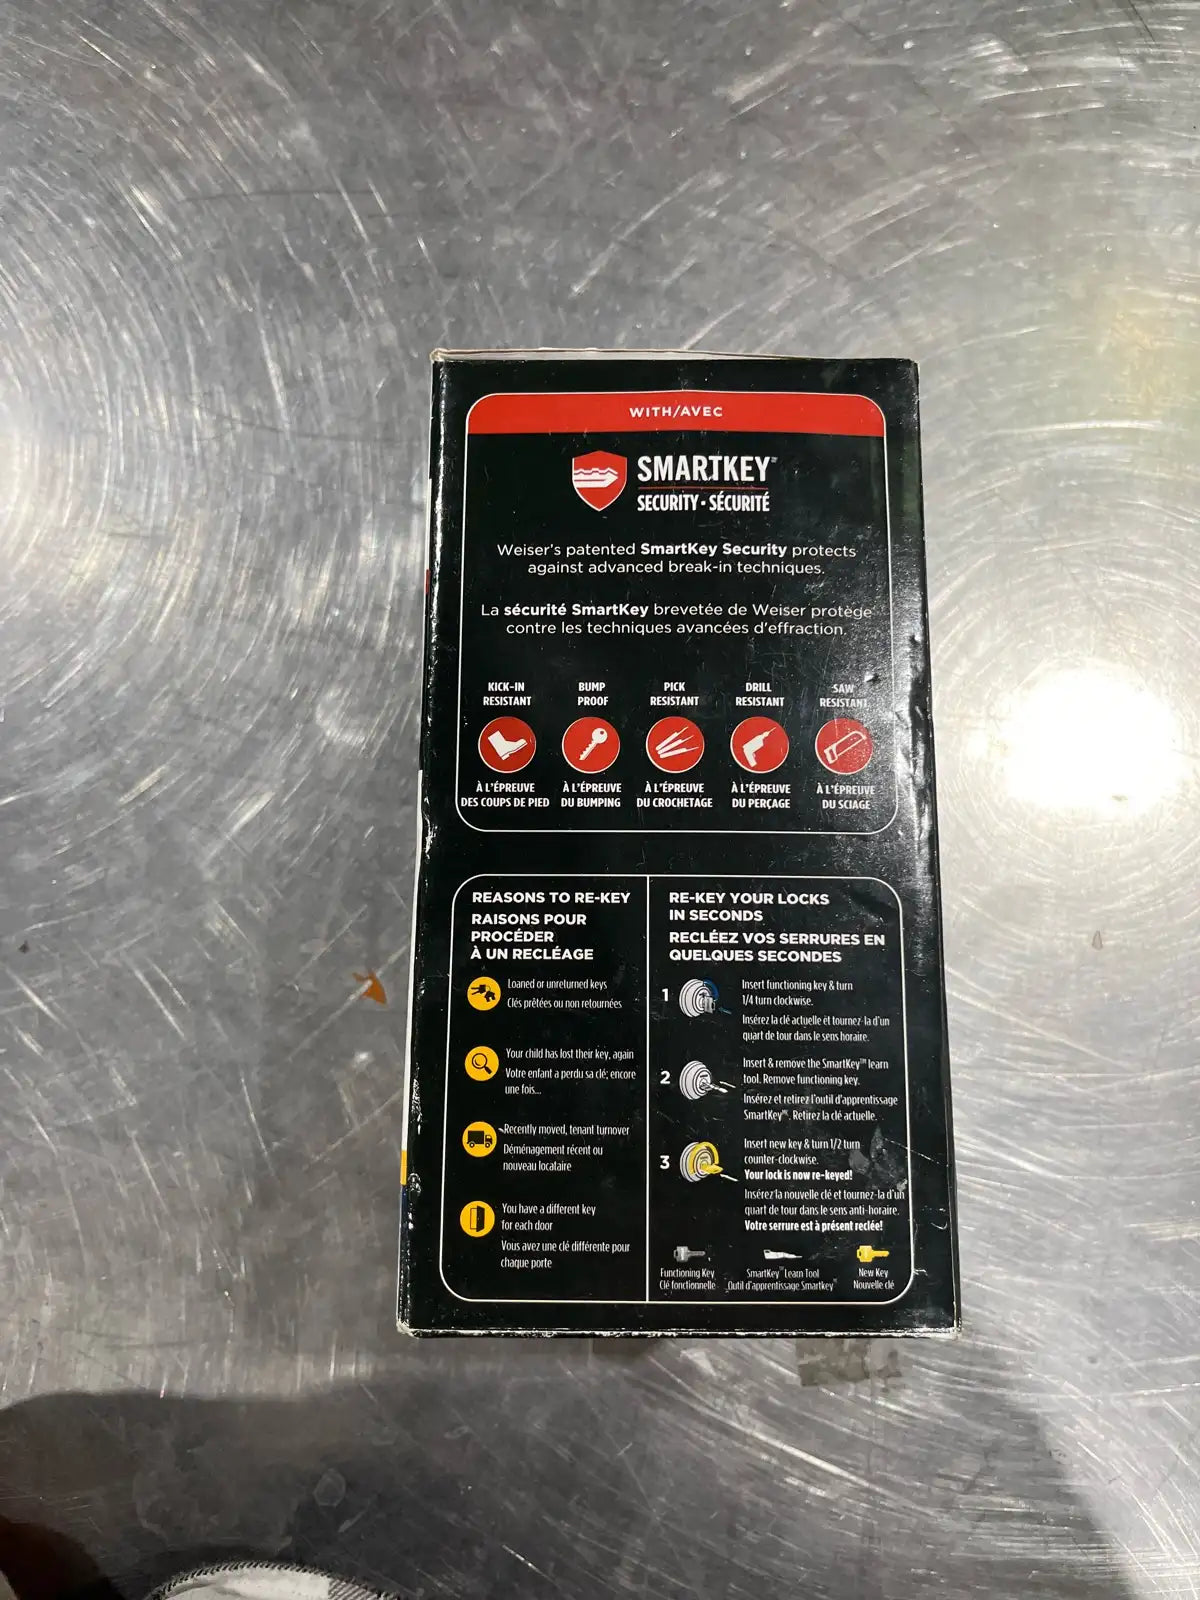 WITH/AVEC
SMARTKEY™
SECURITY • SÉCURITÉ
Weiser's patented SmartKey Security protects
against advanced break-in techniques.
La sécurité SmartKey brevetée de Weiser protège
contre les techniques avancées d'effraction.
KICK-IN
RESISTANT
BUMP
PROOF
PICK
RESISTANT
DRILL
RESISTANT
SAW
RESISTANT
À L'ÉPREUVE
DES COUPS DE PIED
À L'ÉPREUVE
DU BUMPING
À L'ÉPREUVE
DU CROCHETAGE
À L'ÉPREUVE
DU PERÇAGE
À L'ÉPREUVE
DU SCIAGE
REASONS TO RE-KEY
RAISONS POUR
PROCÉDER
À UN RECLÉAGE
Loaned or unreturned keys
Clés prêtées ou non retournées
Your child has lost their key, again
Votre enfant a perdu sa clé; encore
une fois...
Recently moved, tenant turnover
Déménagement récent ou
nouveau locataire
You have a different key
for each door
Vous avez une clé différente pour
chaque porte
RE-KEY YOUR LOCKS
IN SECONDS
RECLÉEZ VOS SERRURES EN
QUELQUES SECONDES
1
Insert functioning key & turn
1/4 turn clockwise.
Insérez la clé actuelle et tournez-la d'un
quart de tour dans le sens horaire.
2
Insert & remove the SmartKey™ learn
tool. Remove functioning key.
Insérez et retirez l'outil d'apprentissage
SmartKey🅪. Retirez la clé actuelle.
3
Insert new key & turn 1/2 turn
counter-clockwise.
Your lock is now re-keyed!
Insérez la nouvelle clé et tournez-la d'un
quart de tour dans le sens anti-horaire.
Votre serrure est à présent reclée!
Functioning Key
Clé fonctionnelle
SmartKey™ Learn Tool
Outil d'apprentissage Smartkey🅪
New Key
Nouvelle clé